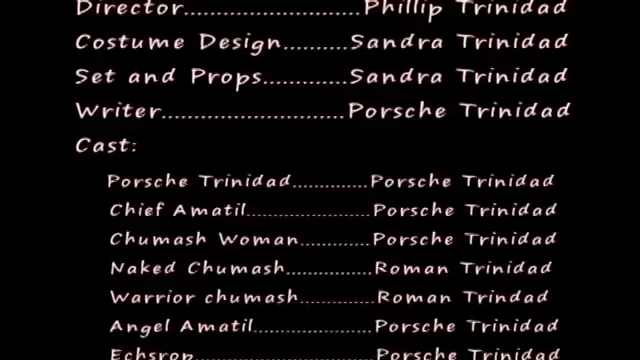 Director..........................Phillip Trinidad
Costume Design..........Sandra Trinidad
Set and Props.............Sandra Trinidad
Writer............................Porsche Trinidad
Cast:
Porsche Trinidad..............Porsche Trinidad
Chief Amatil.......................Porsche Trinidad
Chumash Woman.............Porsche Trinidad
Naked Chumash................Roman Trinidad
Warrior chumash..............Roman Trindad
Angel Amatil......................Porsche Trinidad
Echsrop..................................Porsche Trinidad